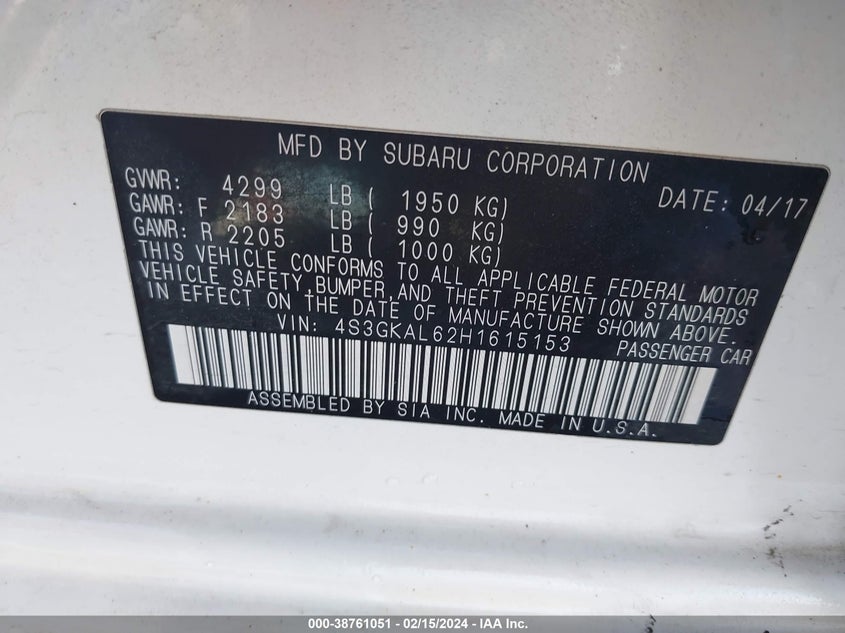 MFD BY SUBARU CORPORATION
GVWR: 4299 LB ( 1950 KG) DATE: 04/17
GAWR: F 2183 LB ( 990 KG)
GAWR: R 2205 LB ( 1000 KG)
THIS VEHICLE CONFORMS TO ALL APPLICABLE FEDERAL MOTOR
VEHICLE SAFETY, BUMPER, AND THEFT PREVENTION STANDARDS
IN EFFECT ON THE DATE OF MANUFACTURE SHOWN ABOVE.
VIN: 4S3GKAL62H1615153 PASSENGER CAR
ASSEMBLED BY SIA INC. MADE IN U.S.A.
000-38761051 - 02/15/2024 - IAA Inc.